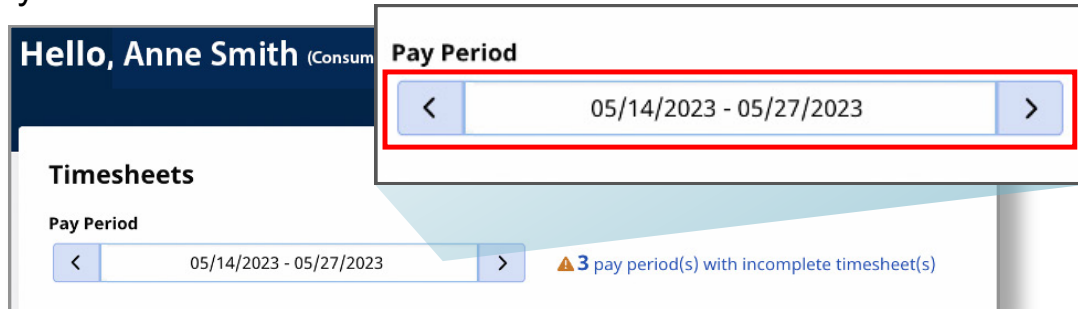 Hello, Anne Smith (Consum
Pay Period
< 05/14/2023 - 05/27/2023 >
Timesheets
Pay Period
< 05/14/2023 - 05/27/2023 >
3 pay period(s) with incomplete timesheet(s)